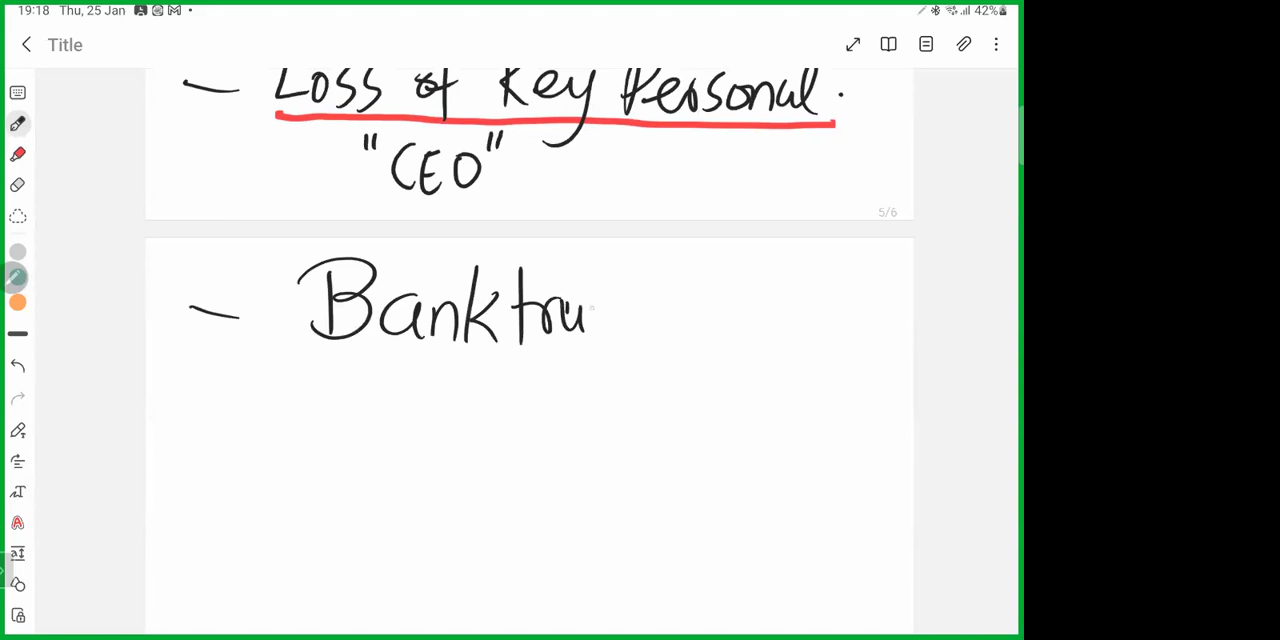 19:18 Thu, 25 Jan 42%
Title
— Loss of Key Personal.
"CEO"
5/6
— Banktru